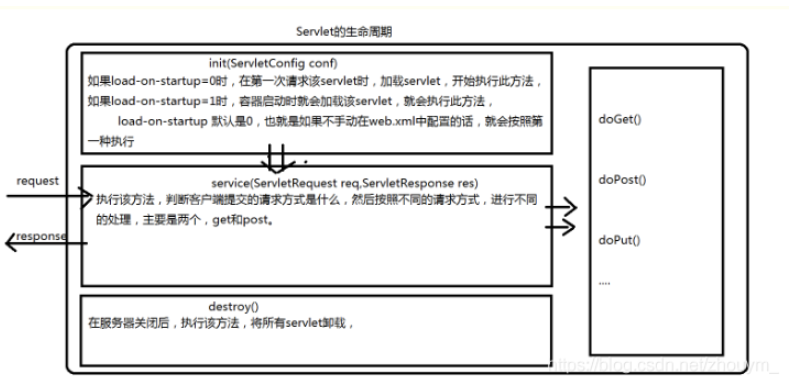 Servlet的生命周期
init(ServletConfig conf)
如果load-on-startup=0时，在第一次请求该servlet时，加载servlet，开始执行此方法，
如果load-on-startup=1时，容器启动时就会加载该servlet，就会执行此方法，
load-on-startup 默认是0，也就是如果不手动在web.xml中配置的话，就会按照第
一种执行
request
response
service(ServletRequest req,ServletResponse res)
执行该方法，判断客户端提交的请求方式是什么，然后按照不同的请求方式，进行不同
的处理，主要是两个，get和post。
destroy()
在服务器关闭后，执行该方法，将所有servlet卸载，
doGet()
doPost()
doPut()
....
https://blog.csdn.net/zhouym_